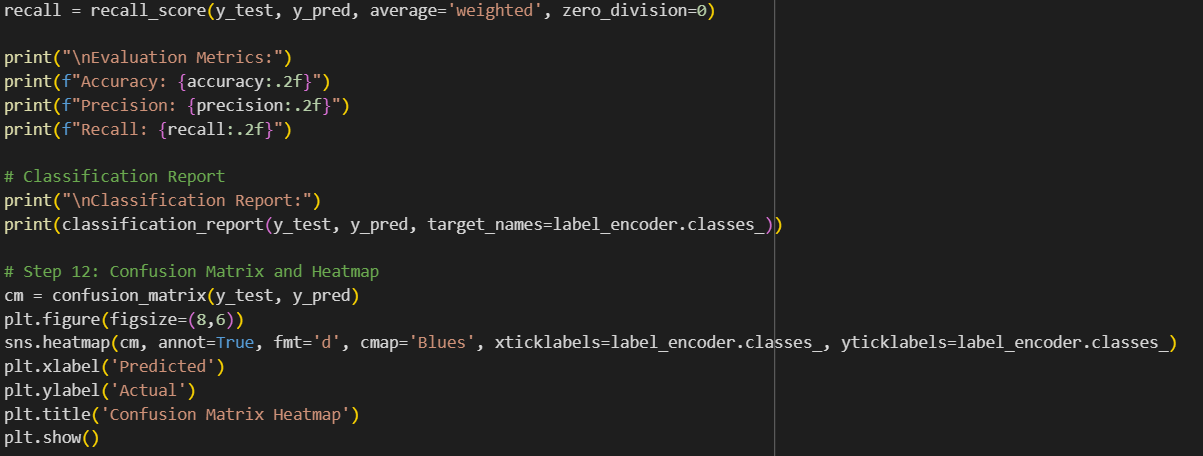 recall = recall_score(y_test, y_pred, average='weighted', zero_division=0)
print("\nEvaluation Metrics:")
print(f"Accuracy: {accuracy:.2f}")
print(f"Precision: {precision:.2f}")
print(f"Recall: {recall:.2f}")
# Classification Report
print("\nClassification Report:")
print(classification_report(y_test, y_pred, target_names=label_encoder.classes_))
# Step 12: Confusion Matrix and Heatmap
cm = confusion_matrix(y_test, y_pred)
plt.figure(figsize=(8,6))
sns.heatmap(cm, annot=True, fmt='d', cmap='Blues', xticklabels=label_encoder.classes_, yticklabels=label_encoder.classes_)
plt.xlabel('Predicted')
plt.ylabel('Actual')
plt.title('Confusion Matrix Heatmap')
plt.show()